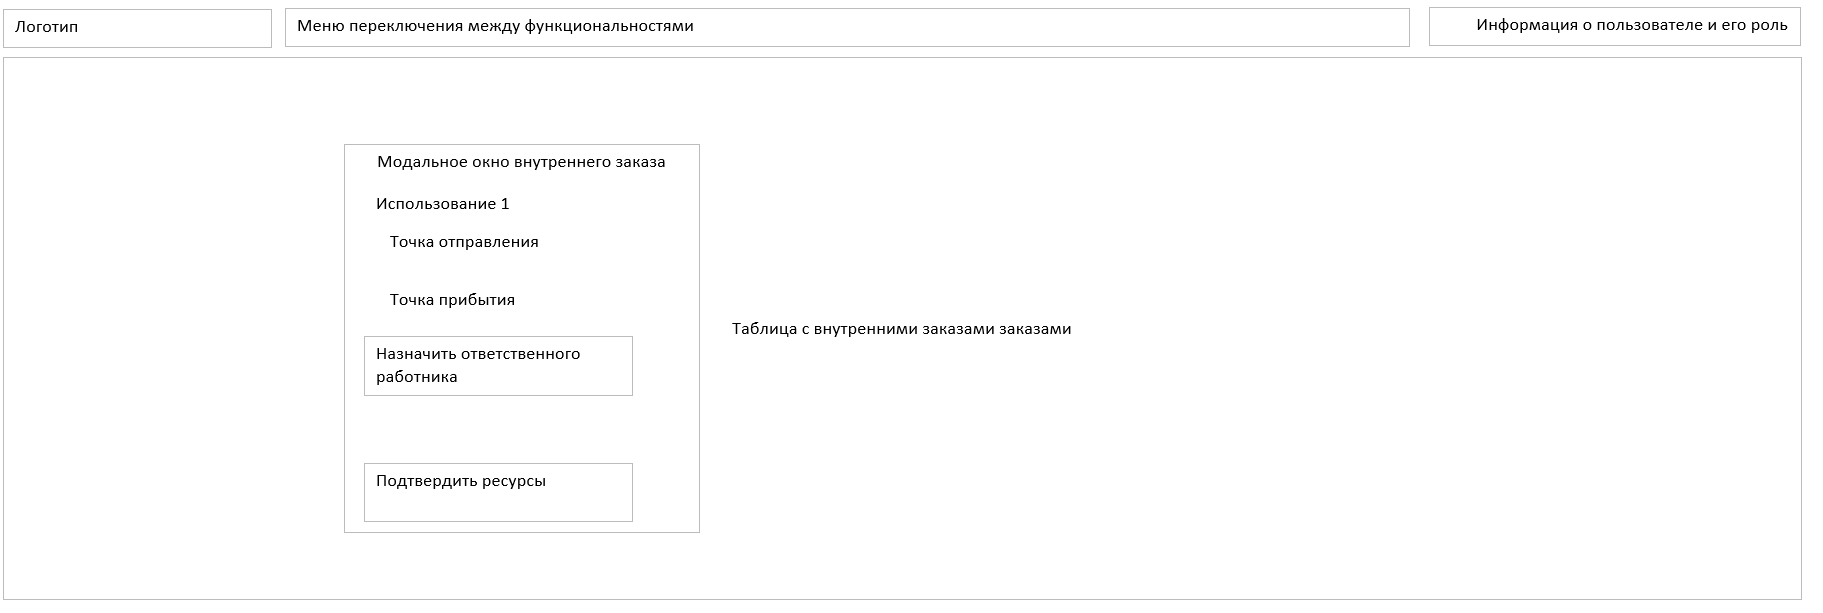 Логотип
Меню переключения между функциональностями
Информация о пользователе и его роль
Модальное окно внутреннего заказа
Использование 1
Точка отправления
Точка прибытия
Таблица с внутренними заказами заказами
Назначить ответственного
работника
Подтвердить ресурсы